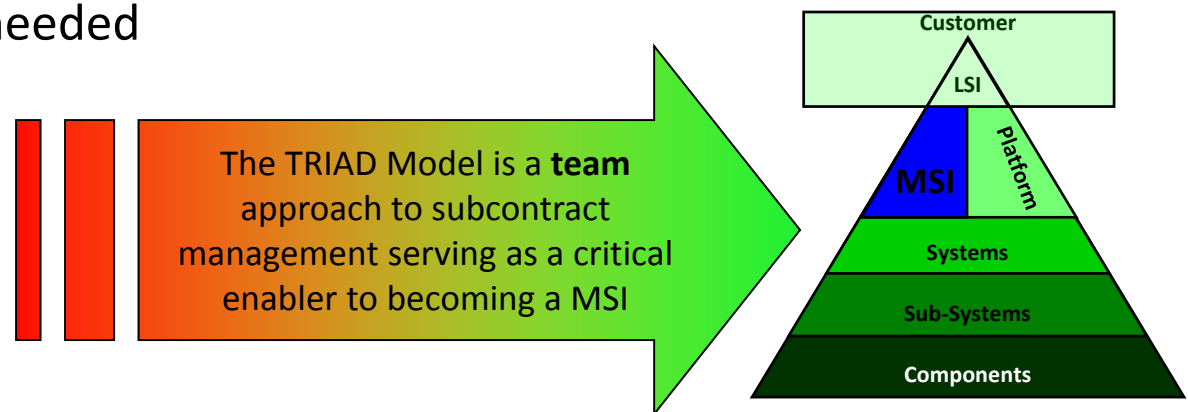 needed
The TRIAD Model is a team
approach to subcontract
management serving as a critical
enabler to becoming a MSI
Customer
LSI
MSI
Platform
Systems
Sub-Systems
Components